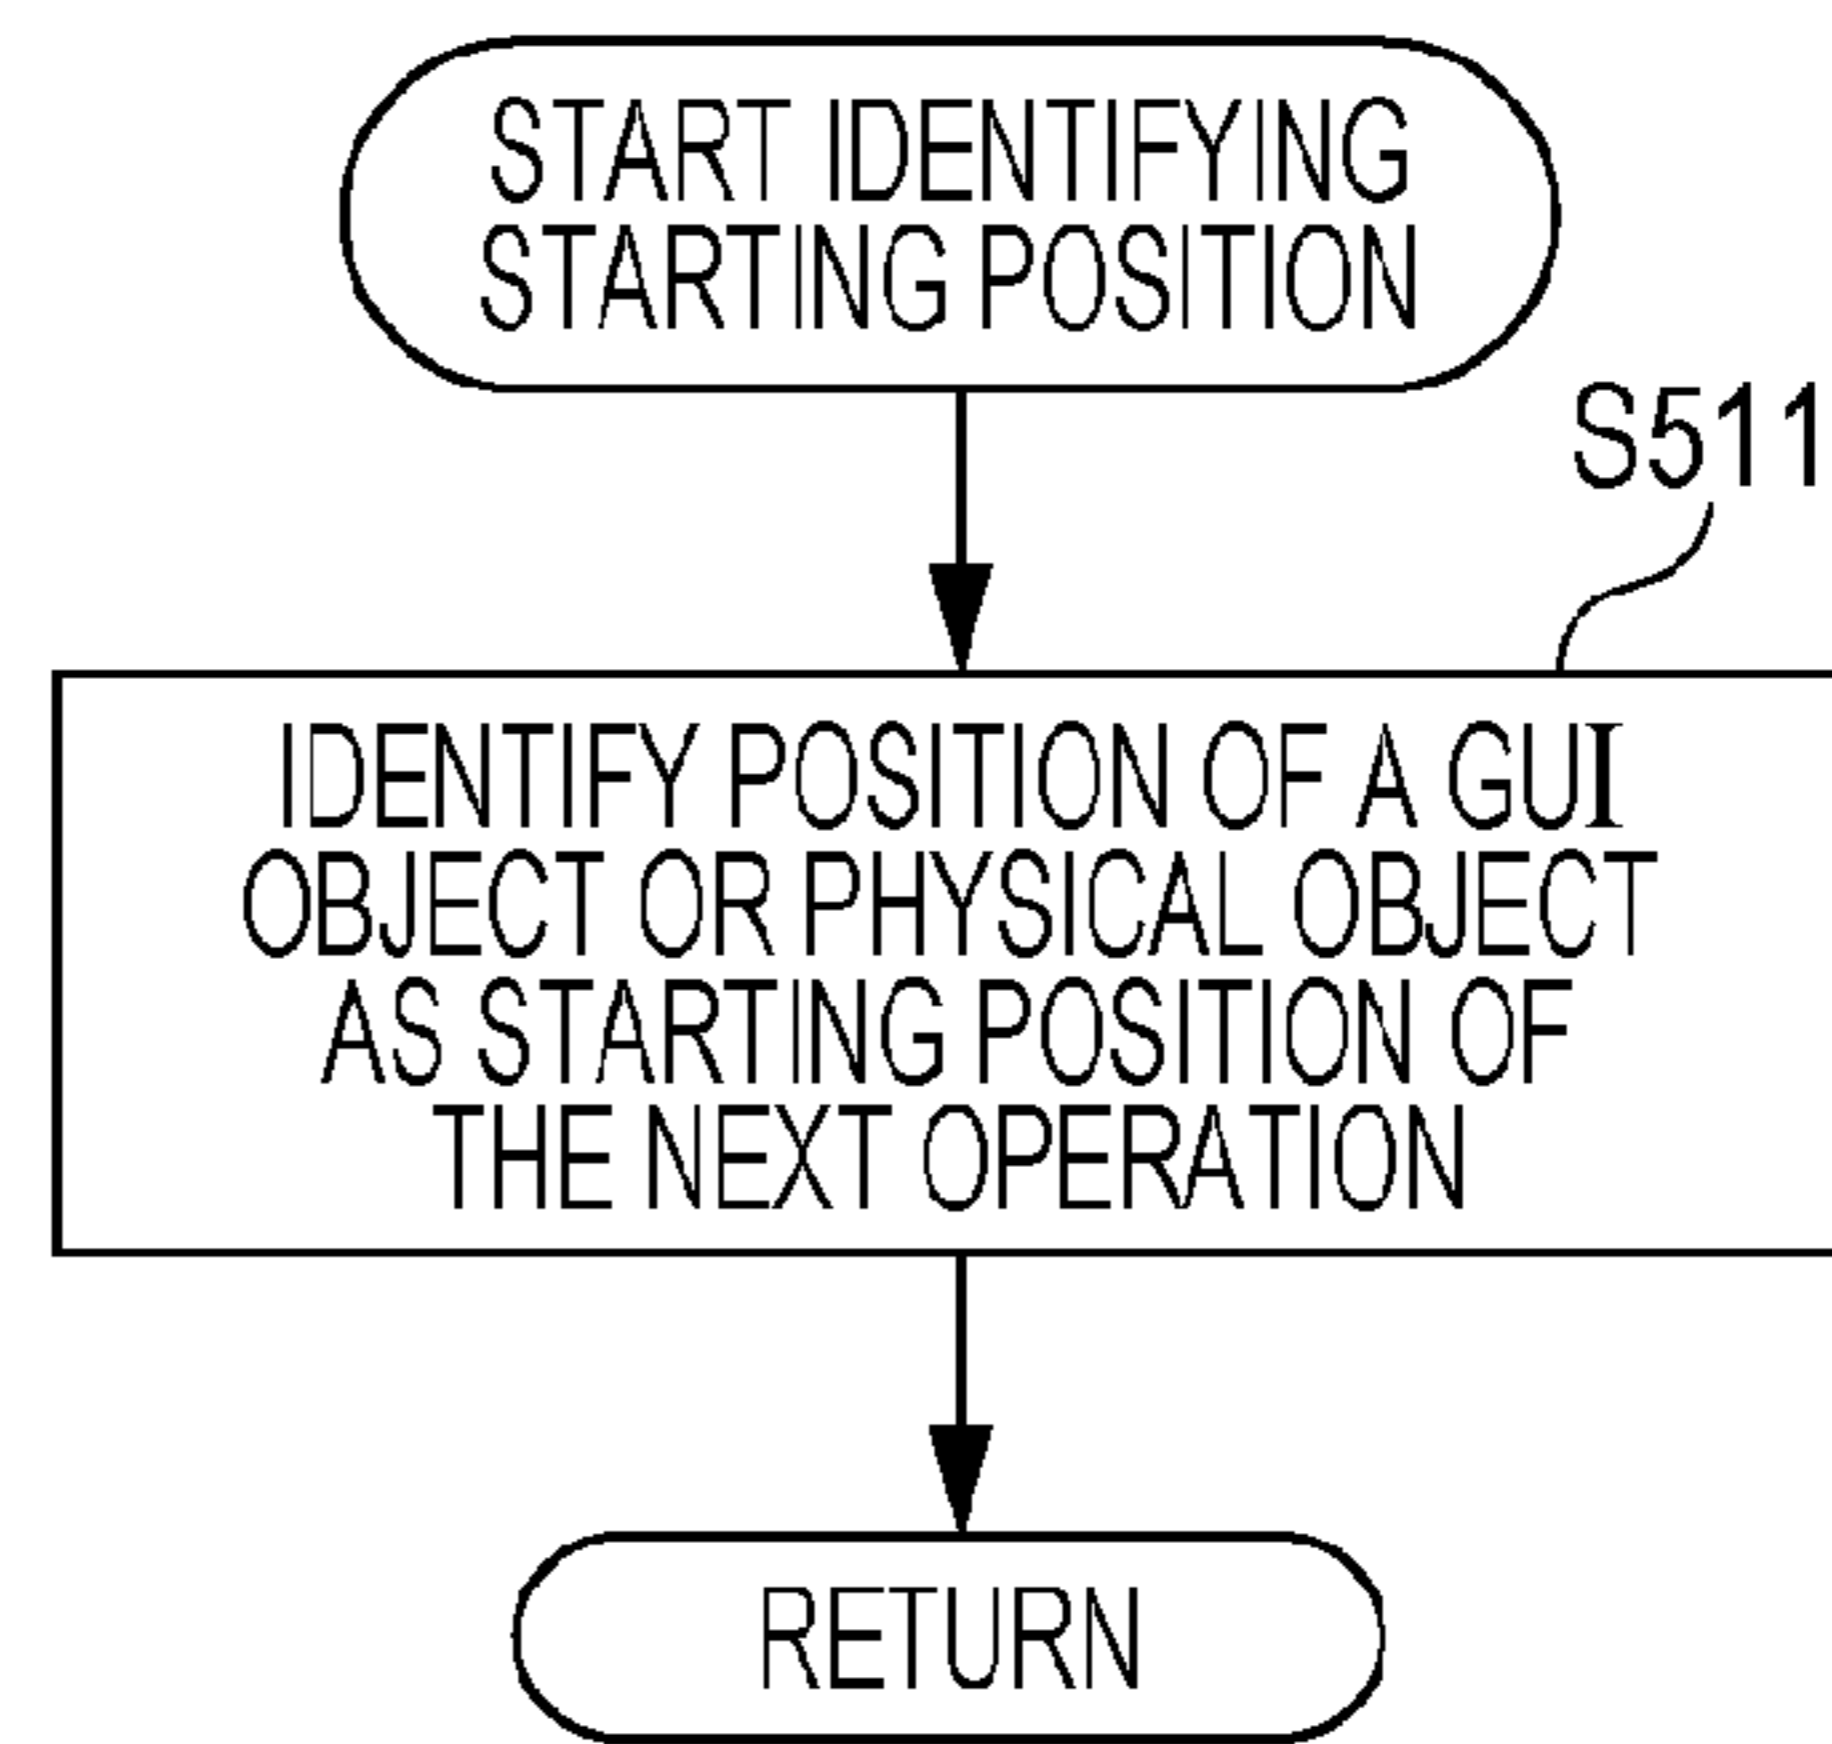 START IDENTIFYING
STARTING POSITION
S511
IDENTIFY POSITION OF A GUI
OBJECT OR PHYSICAL OBJECT
AS STARTING POSITION OF
THE NEXT OPERATION
RETURN